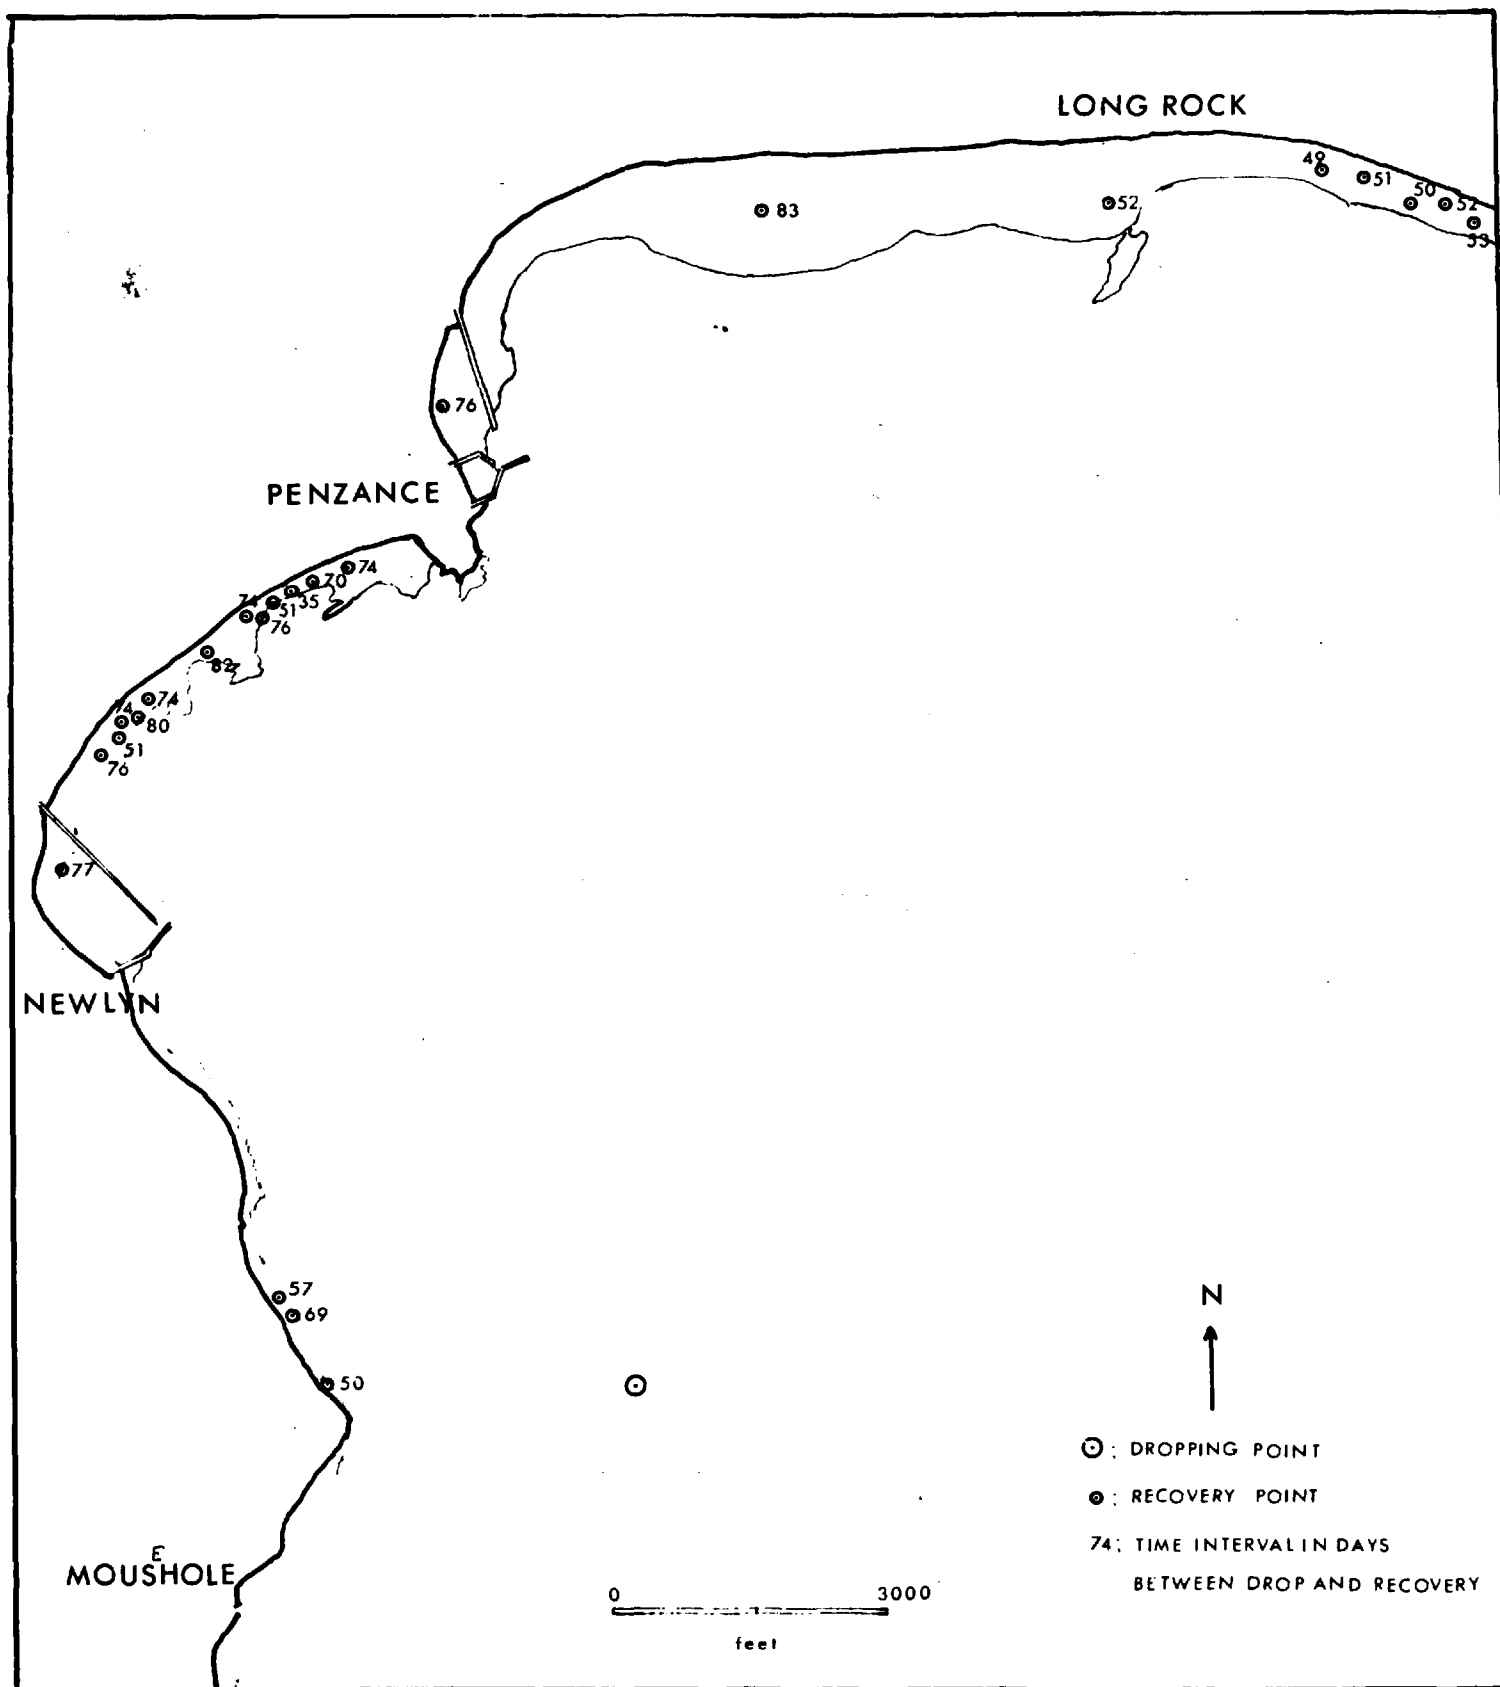 LONG ROCK
49
51
50
52
53
83
52
76
PENZANCE
74
70
35
51
74
76
82
74
74
80
51
76
77
NEWLYN
57
69
50
N
⊙: DROPPING POINT
⊙: RECOVERY POINT
74: TIME INTERVAL IN DAYS
BETWEEN DROP AND RECOVERY
E
MOUSHOLE
0 3000
feet